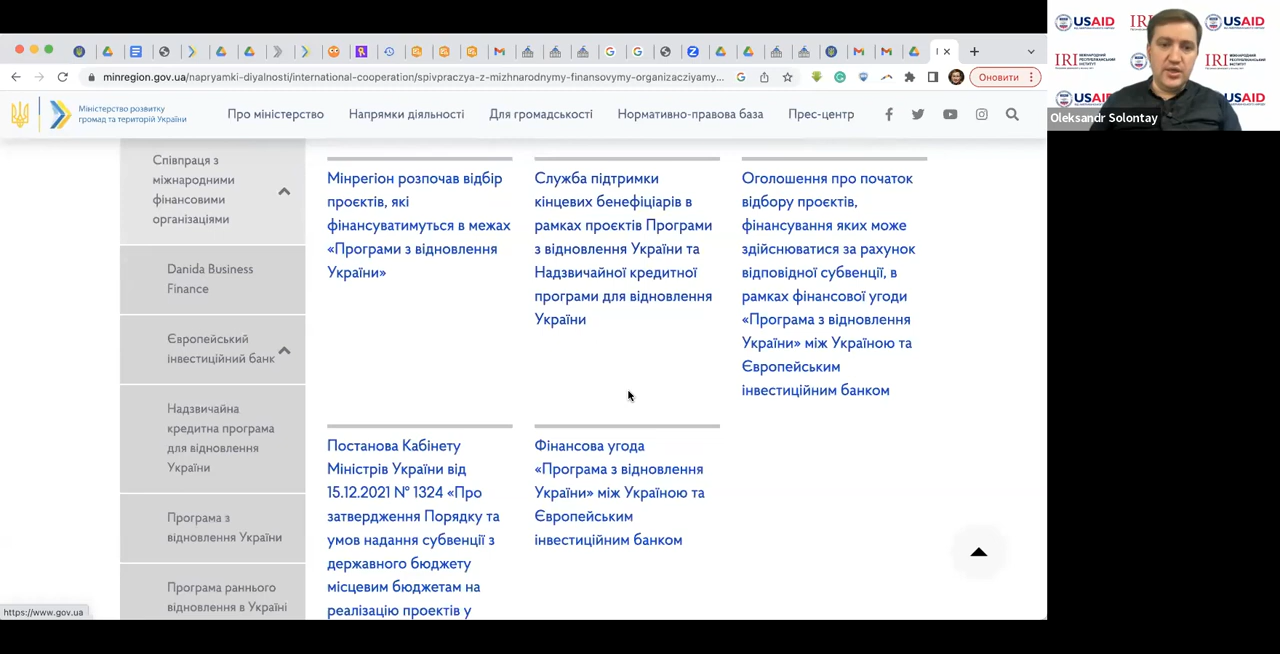 minregion.gov.ua/napryamki-diyalnosti/international-cooperation/spivpraczya-z-mizhnarodnymy-finansovymy-organizacziyamy...
Оновити
Міністерство розвитку
громад та територій України
Про міністерство
Напрямки діяльності
Для громадськості
Нормативно-правова база
Прес-центр
Співпраця з
міжнародними
фінансовими
організаціями
Danida Business
Finance
Європейський
інвестиційний банк
Надзвичайна
кредитна програма
для відновлення
України
Програма з
відновлення України
Програма раннього
відновлення в Україні
Мінрегіон розпочав відбір
проєктів, які
фінансуватимуться в межах
«Програми з відновлення
України»
Служба підтримки
кінцевих бенефіціарів в
рамках проєктів Програми
з відновлення України та
Надзвичайної кредитної
програми для відновлення
України
Оголошення про початок
відбору проєктів,
фінансування яких може
здійснюватися за рахунок
відповідної субвенції, в
рамках фінансової угоди
«Програма з відновлення
України» між Україною та
Європейським
інвестиційним банком
Постанова Кабінету
Міністрів України від
15.12.2021 № 1324 «Про
затвердження Порядку та
умов надання субвенції з
державного бюджету
місцевим бюджетам на
реалізацію проектів у
Фінансова угода
«Програма з відновлення
України» між Україною та
Європейським
інвестиційним банком
https://www.gov.ua
USAID
IRI
USAID
IRI
IRI
USAID
Oleksandr Solontay